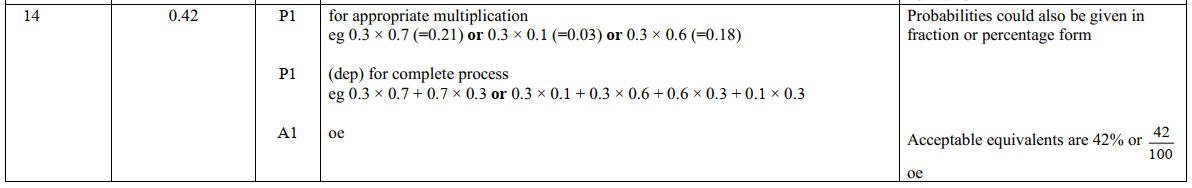 14 0.42 P1 for appropriate multiplication Probabilities could also be given in
eg 0.3 × 0.7 (=0.21) or 0.3 × 0.1 (=0.03) or 0.3 × 0.6 (=0.18) fraction or percentage form
P1 (dep) for complete process
eg 0.3 × 0.7 + 0.7 × 0.3 or 0.3 × 0.1 + 0.3 × 0.6 + 0.6 × 0.3 + 0.1 × 0.3
A1 oe
Acceptable equivalents are 42% or 42/100
oe